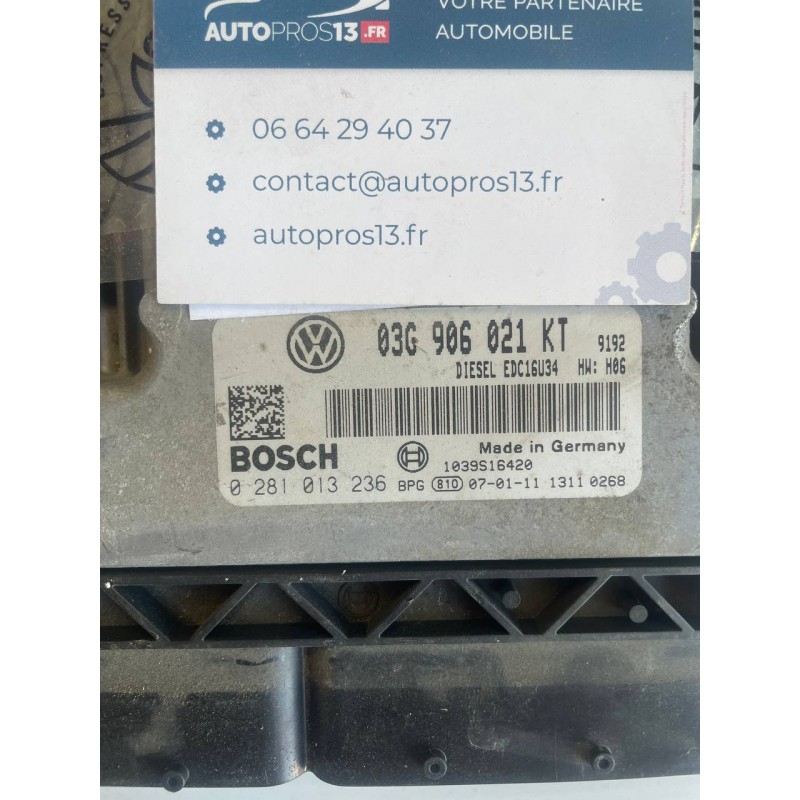 VOTRE PARTENAIRE
AUTOPROS13.FR
AUTOMOBILE
06 64 29 40 37
contact@autopros13.fr
autopros13.fr
03G 906 021 KT 9192
DIESEL EDC16U34 HW: H06
BOSCH
Made in Germany
1039S16420
0 281 013 236 BPG 810 07-01-11 1311 0268